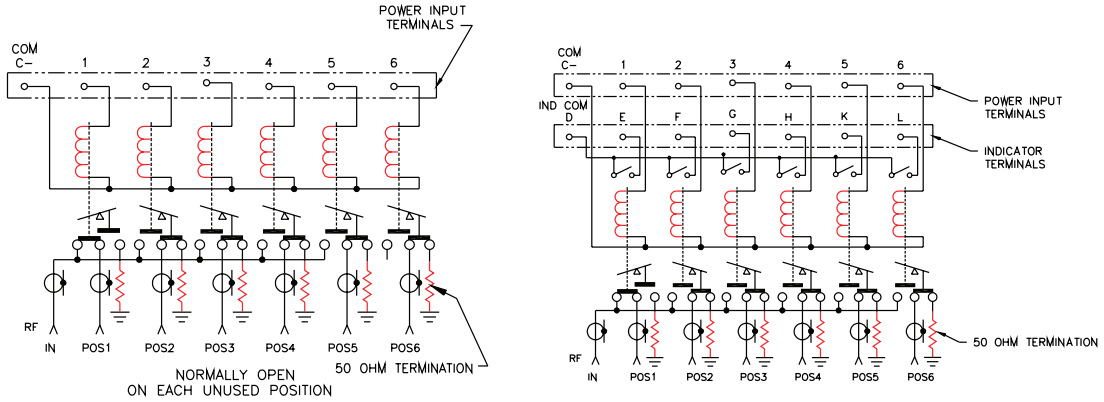 POWER INPUT
TERMINALS
COM
C- 1 2 3 4 5 6
RF
IN POS1 POS2 POS3 POS4 POS5 POS6
50 OHM TERMINATION
NORMALLY OPEN
ON EACH UNUSED POSITION
COM
C- 1 2 3 4 5 6
POWER INPUT
TERMINALS
IND COM
D E F G H K L
INDICATOR
TERMINALS
50 OHM TERMINATION
RF
IN POS1 POS2 POS3 POS4 POS5 POS6